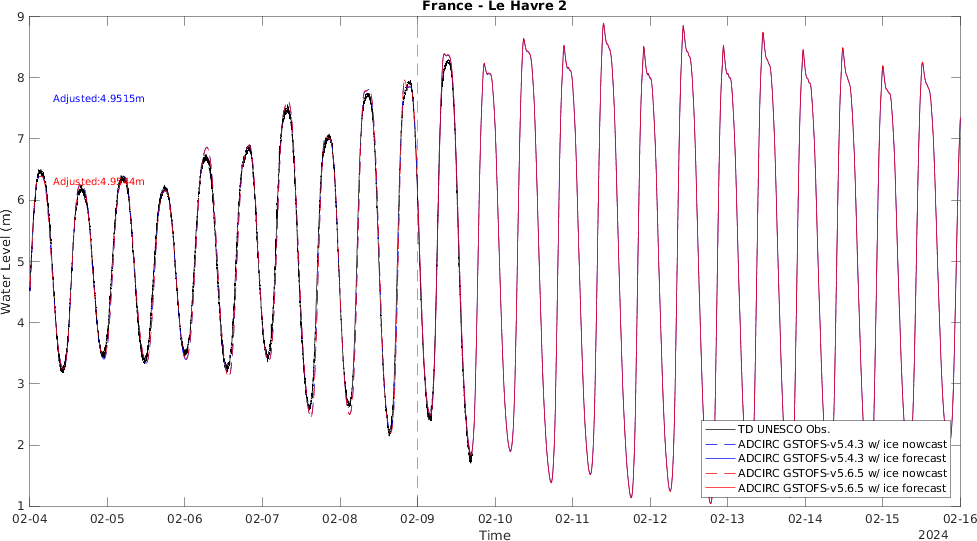 France - Le Havre 2
9
8
7
6
5
4
3
2
1
Water Level (m)
Adjusted:4.9515m
TD UNESCO Obs.
ADCIRC GSTOFS-v5.4.3 w/ ice nowcast
ADCIRC GSTOFS-v5.4.3 w/ ice forecast
ADCIRC GSTOFS-v5.6.5 w/ ice nowcast
ADCIRC GSTOFS-v5.6.5 w/ ice forecast
02-04 02-05 02-06 02-07 02-08 02-09 02-10 02-11 02-12 02-13 02-14 02-15 02-16
Time
2024